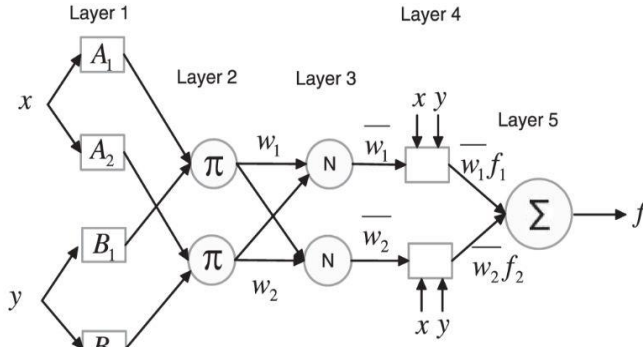 Layer 1
Layer 4
A₁
Layer 2
Layer 3
x y
x
Layer 5
w₁
w̅₁
w̅₁f₁
A₂
π
N
Σ
f
B₁
π
N
w̅₂
w̅₂f₂
w₂
y
x y
B